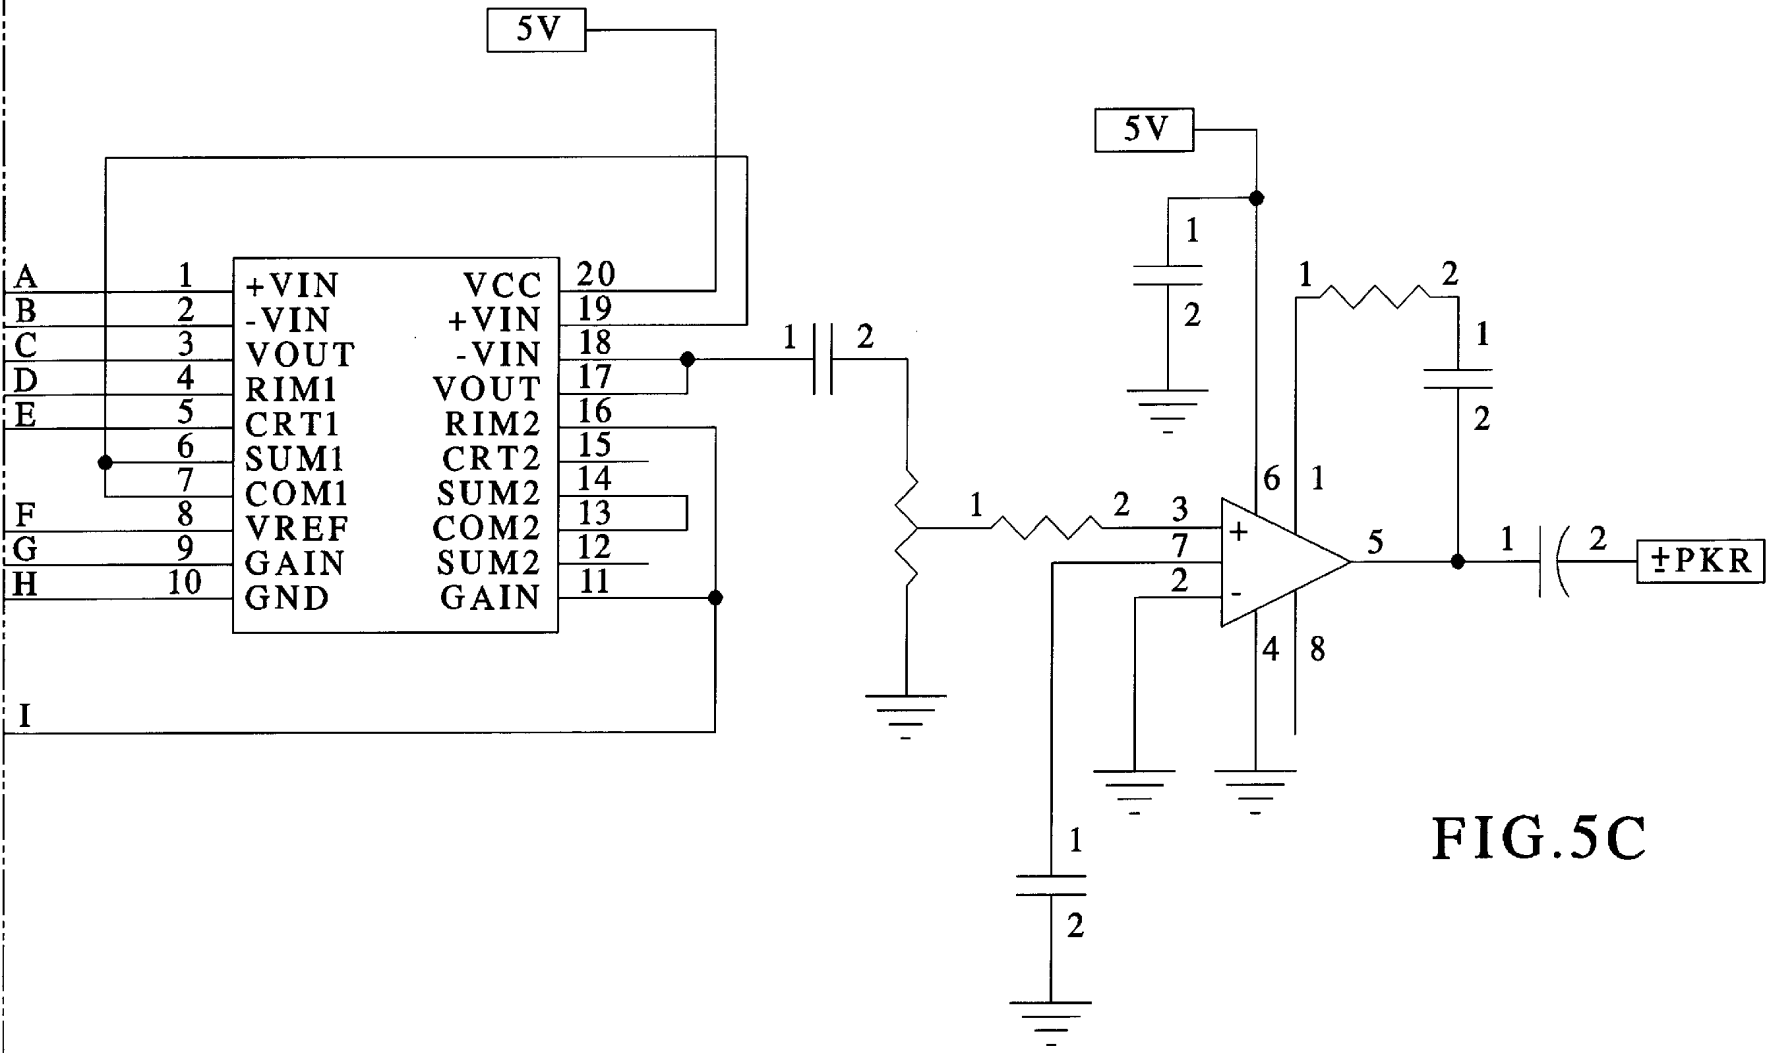 5V
5V
A 1 +VIN VCC 20
B 2 -VIN +VIN 19
C 3 VOUT -VIN 18
D 4 RIM1 VOUT 17
E 5 CRT1 RIM2 16
6 SUM1 CRT2 15
7 COM1 SUM2 14
F 8 VREF COM2 13
G 9 GAIN SUM2 12
H 10 GND GAIN 11
I
1 2
1
2
1 2
1
2
6 1
1 2 3 +
7
2 -
5 1 2 ±PKR
4 8
1
2
FIG.5C